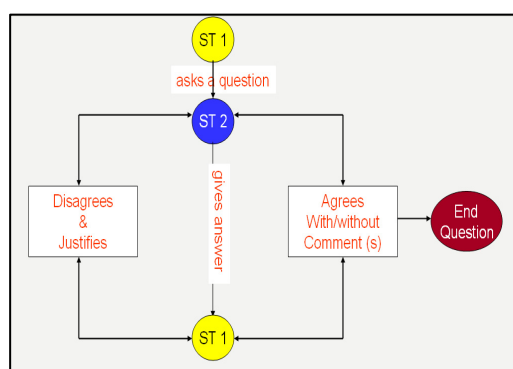 ST 1
asks a question
ST 2
gives answer
Disagrees
&
Justifies
Agrees
With/without
Comment (s)
End
Question
ST 1